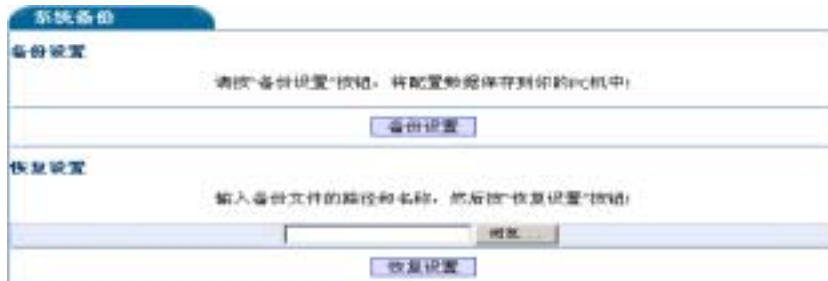 系统备份
备份设置
请按"备份设置"按钮，将配置数据保存到你的PC机中!
备份设置
恢复设置
输入备份文件的路径和名称，然后按"恢复设置"按钮!
浏览...
恢复设置